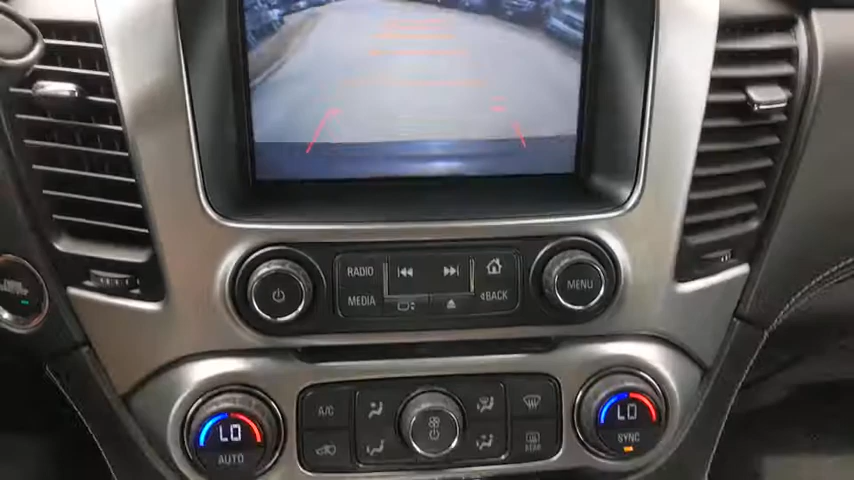 RADIO
MEDIA
BACK
MENU
A/C
LO
AUTO
REAR
LO
SYNC